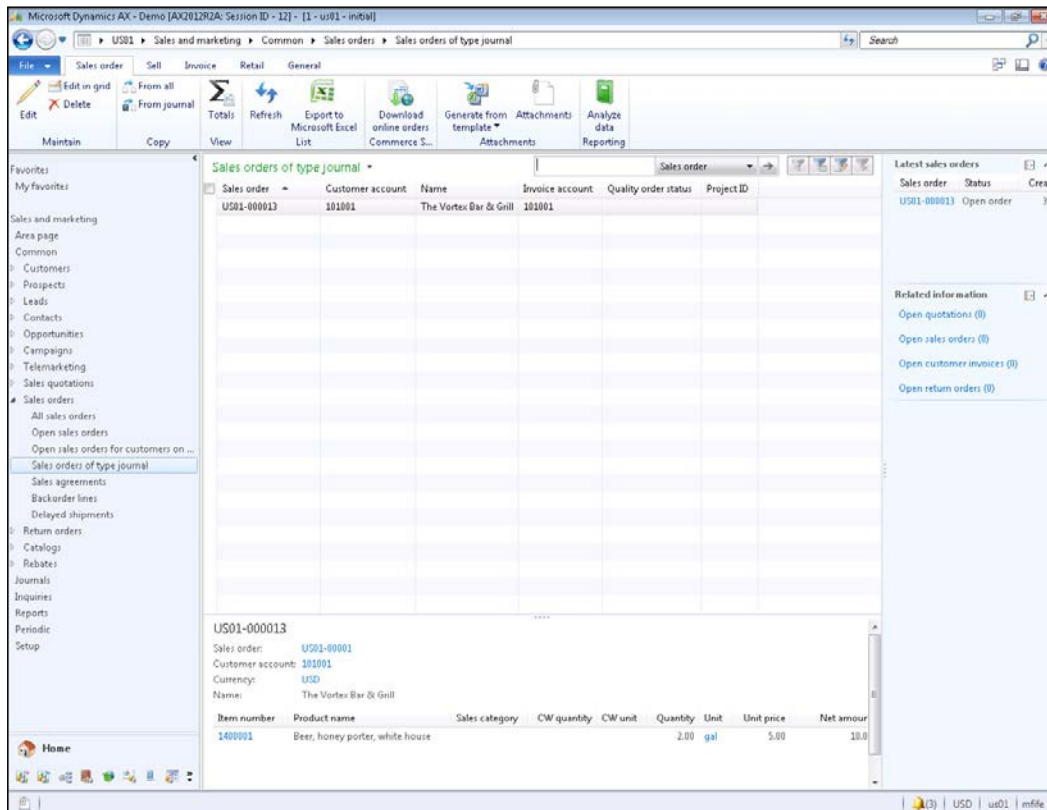 Microsoft Dynamics AX - Demo [AX2012R2A: Session ID - 12] - [1 - us01 - initial]
US01 Sales and marketing Common Sales orders Sales orders of type journal
Search
File Sales order Sell Invoice Retail General
Edit
Edit in grid
Delete
Maintain
From all
From journal
Copy
Totals
View
Refresh
Export to Microsoft Excel
List
Download online orders
Commerce S...
Generate from template
Attachments
Attachments
Analyze data
Reporting
Favorites
My favorites
Sales and marketing
Area page
Common
Customers
Prospects
Leads
Contacts
Opportunities
Campaigns
Telemarketing
Sales quotations
Sales orders
All sales orders
Open sales orders
Open sales orders for customers on ...
Sales orders of type journal
Sales agreements
Backorder lines
Delayed shipments
Return orders
Catalogs
Rebates
Journals
Inquiries
Reports
Periodic
Setup
Home
Sales orders of type journal
Sales order
Sales order Customer account Name Invoice account Quality order status Project ID
US01-000013 101001 The Vortex Bar & Grill 101001
US01-000013
Sales order: US01-00001
Customer account: 101001
Currency: USD
Name: The Vortex Bar & Grill
Item number Product name Sales category CW quantity CW unit Quantity Unit Unit price Net amour
1400001 Beer, honey porter, white house 2.00 gal 5.00 10.0
Latest sales orders
Sales order Status Crea
US01-000013 Open order 3
Related information
Open quotations (0)
Open sales orders (0)
Open customer invoices (0)
Open return orders (0)
(3) USD us01 mfife